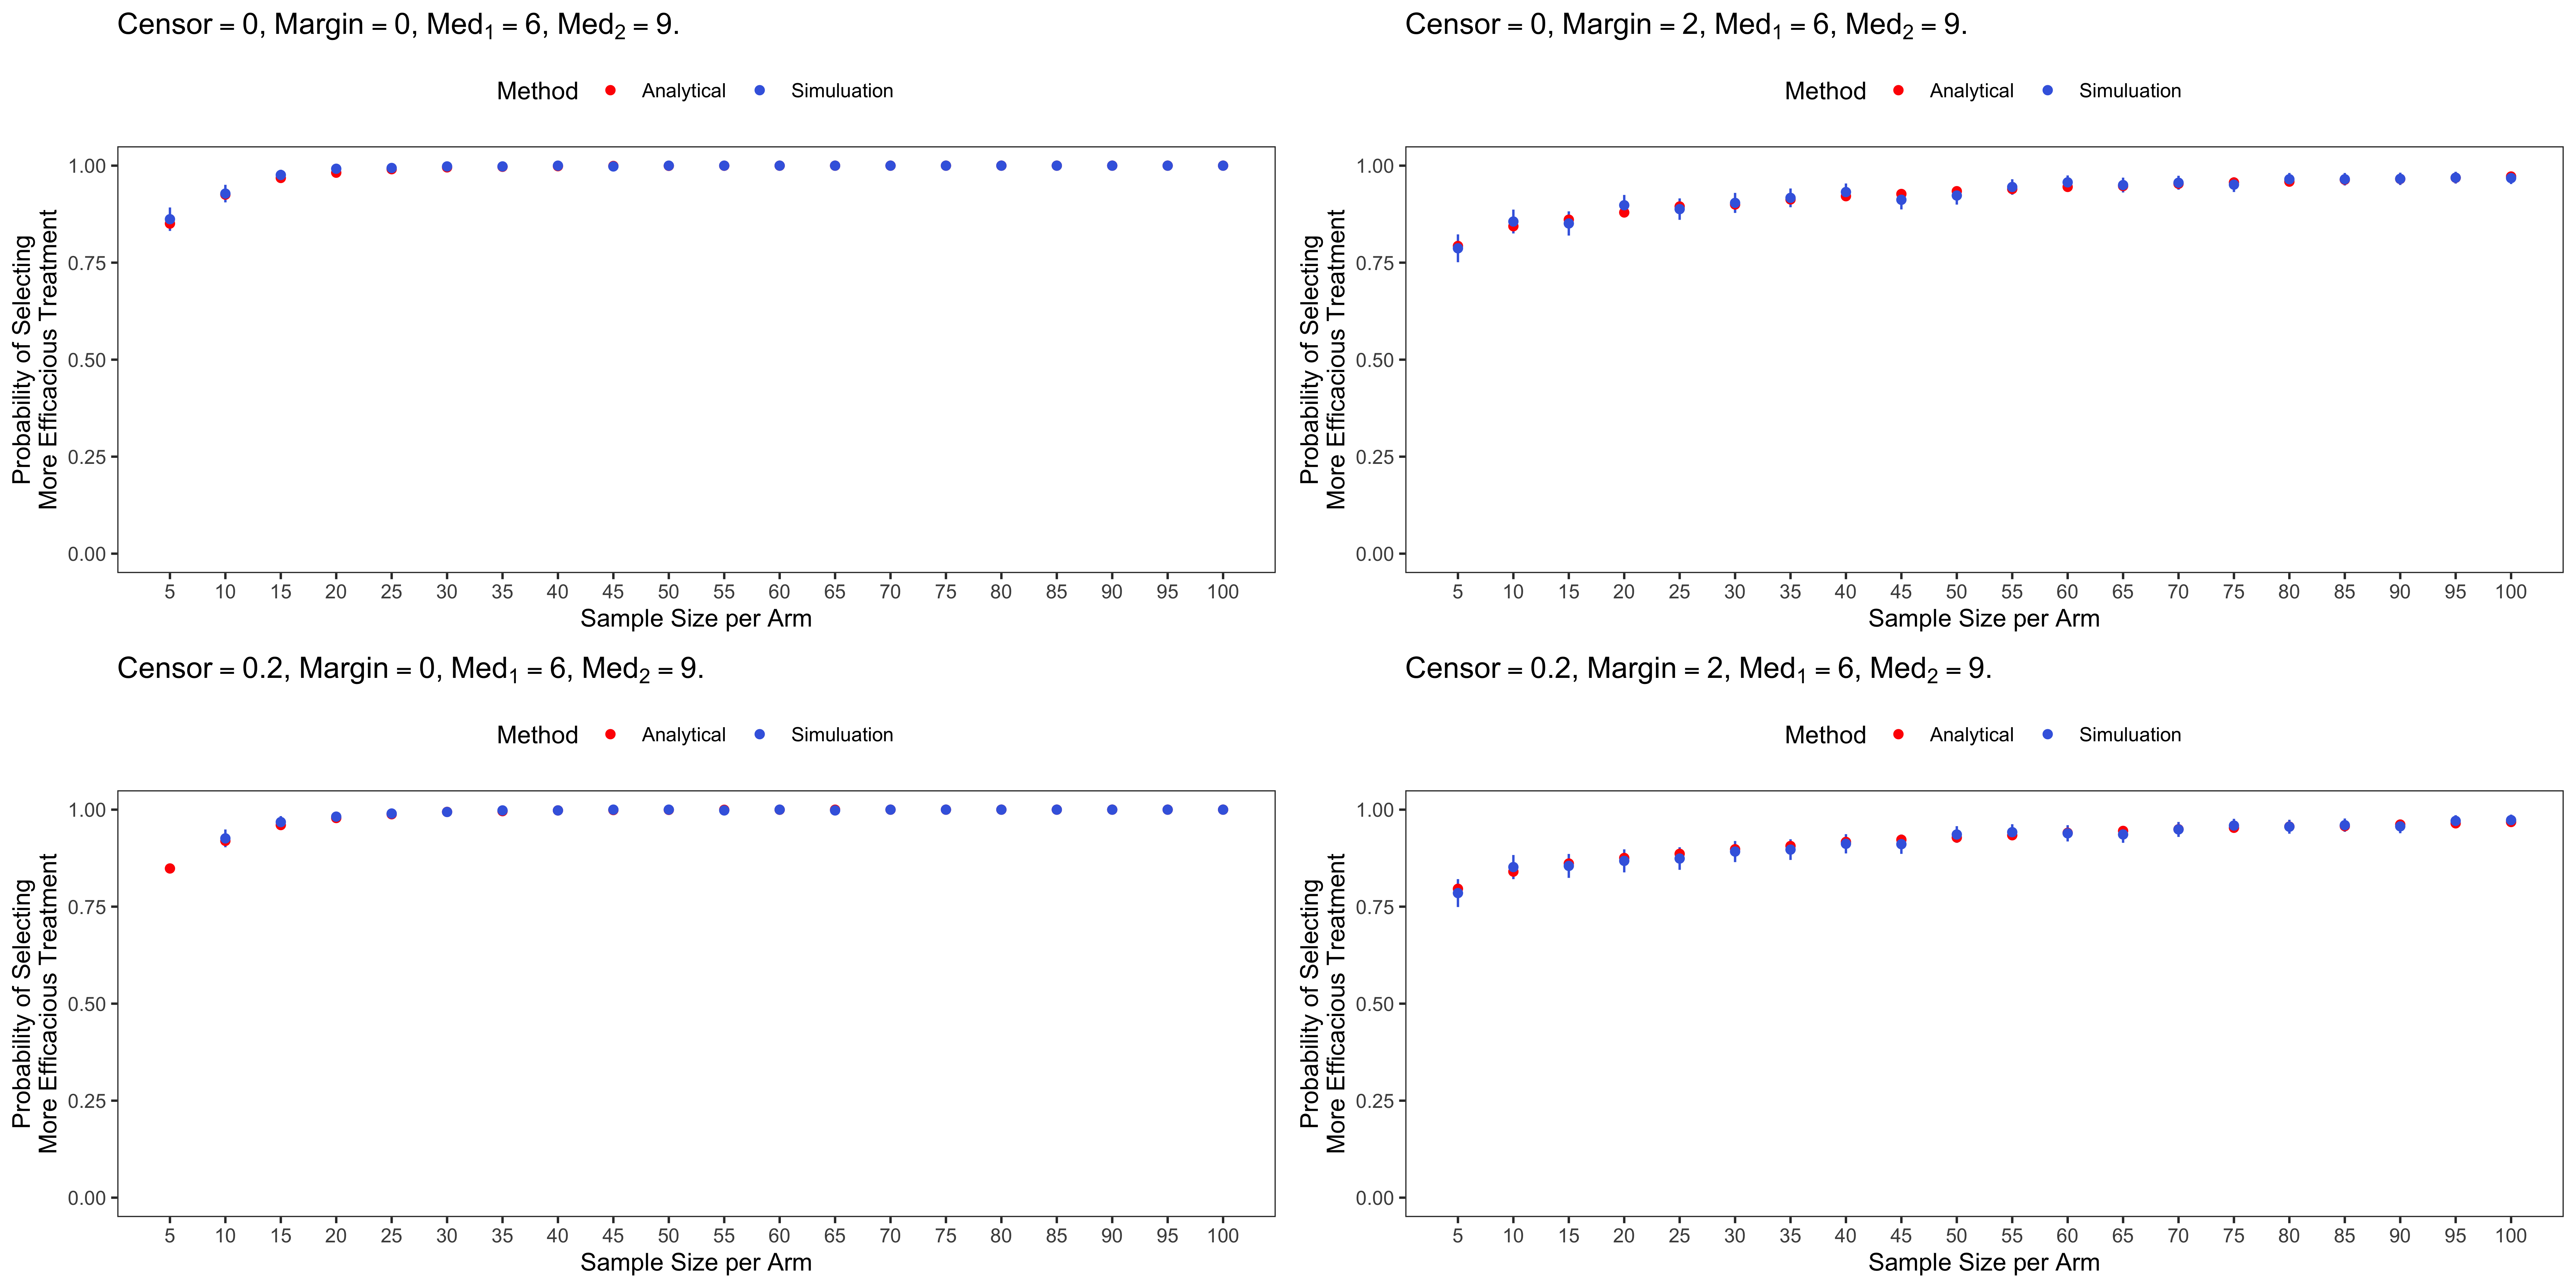 Censor = 0, Margin = 0, Med₁ = 6, Med₂ = 9.
Method Analytical Simuluation
Probability of Selecting
More Efficacious Treatment
1.00
0.75
0.50
0.25
0.00
5 10 15 20 25 30 35 40 45 50 55 60 65 70 75 80 85 90 95 100
Sample Size per Arm
Censor = 0, Margin = 2, Med₁ = 6, Med₂ = 9.
Method Analytical Simuluation
Probability of Selecting
More Efficacious Treatment
1.00
0.75
0.50
0.25
0.00
5 10 15 20 25 30 35 40 45 50 55 60 65 70 75 80 85 90 95 100
Sample Size per Arm
Censor = 0.2, Margin = 0, Med₁ = 6, Med₂ = 9.
Method Analytical Simuluation
Probability of Selecting
More Efficacious Treatment
1.00
0.75
0.50
0.25
0.00
5 10 15 20 25 30 35 40 45 50 55 60 65 70 75 80 85 90 95 100
Sample Size per Arm
Censor = 0.2, Margin = 2, Med₁ = 6, Med₂ = 9.
Method Analytical Simuluation
Probability of Selecting
More Efficacious Treatment
1.00
0.75
0.50
0.25
0.00
5 10 15 20 25 30 35 40 45 50 55 60 65 70 75 80 85 90 95 100
Sample Size per Arm